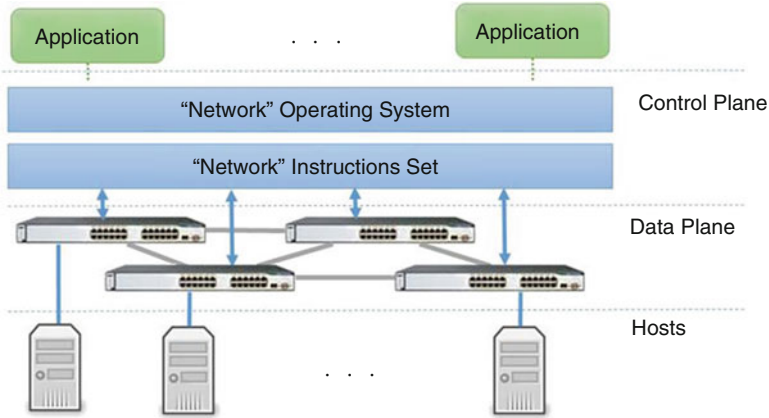 Application
. . .
Application
“Network” Operating System
Control Plane
“Network” Instructions Set
Data Plane
Hosts
. . .